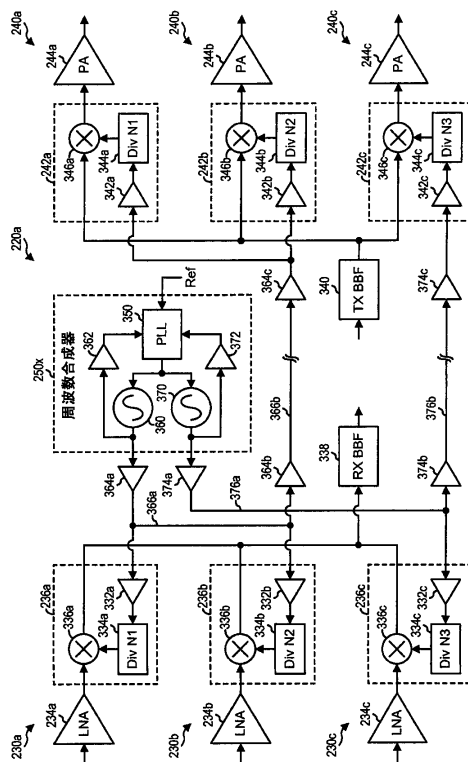 230a
230b
230c
234a
LNA
234b
LNA
234c
LNA
236a
336a
334a
Div N1
332a
236b
336b
334b
Div N2
332b
236c
336c
334c
Div N3
332c
250x
周波数合成器
362
350
PLL
372
Ref
360
370
364a
366a
374a
376a
364b
366b
364c
338
RX BBF
340
TX BBF
374b
376b
374c
220a
242a
346a
344a
Div N1
342a
242b
346b
344b
Div N2
342b
242c
346c
344c
Div N3
342c
240a
244a
PA
240b
244b
PA
240c
244c
PA